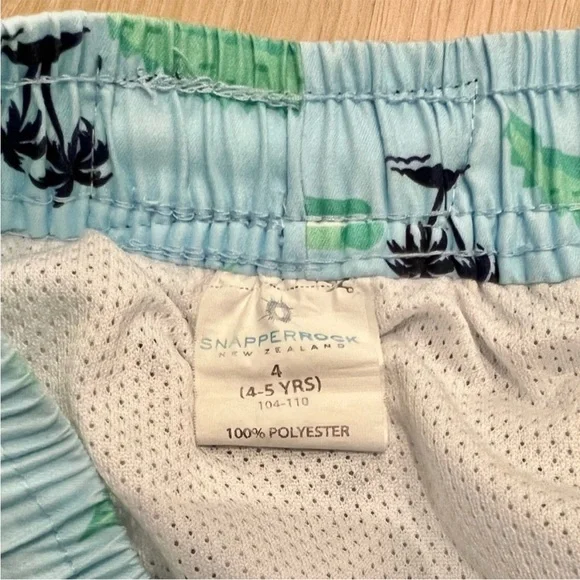 SNAPPERROCK
NEW ZEALAND
4
(4-5 YRS)
104-110
100% POLYESTER